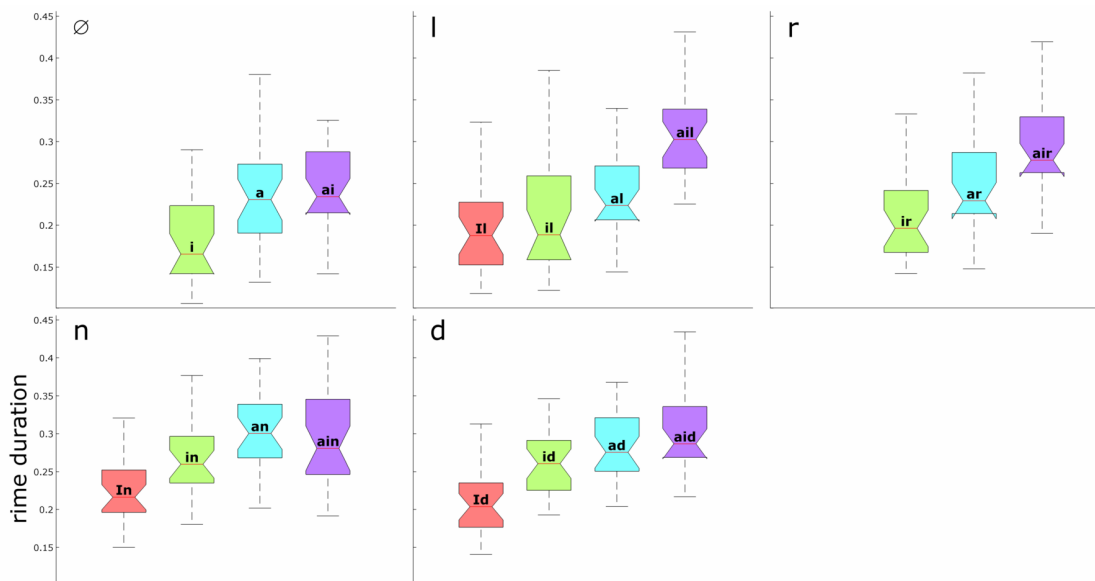 ∅
0.45
0.4
0.35
0.3
0.25
0.2
0.15
i
a
ai
l
Il
il
al
ail
r
ir
ar
air
rime duration
n
0.45
0.4
0.35
0.3
0.25
0.2
0.15
In
in
an
ain
d
Id
id
ad
aid